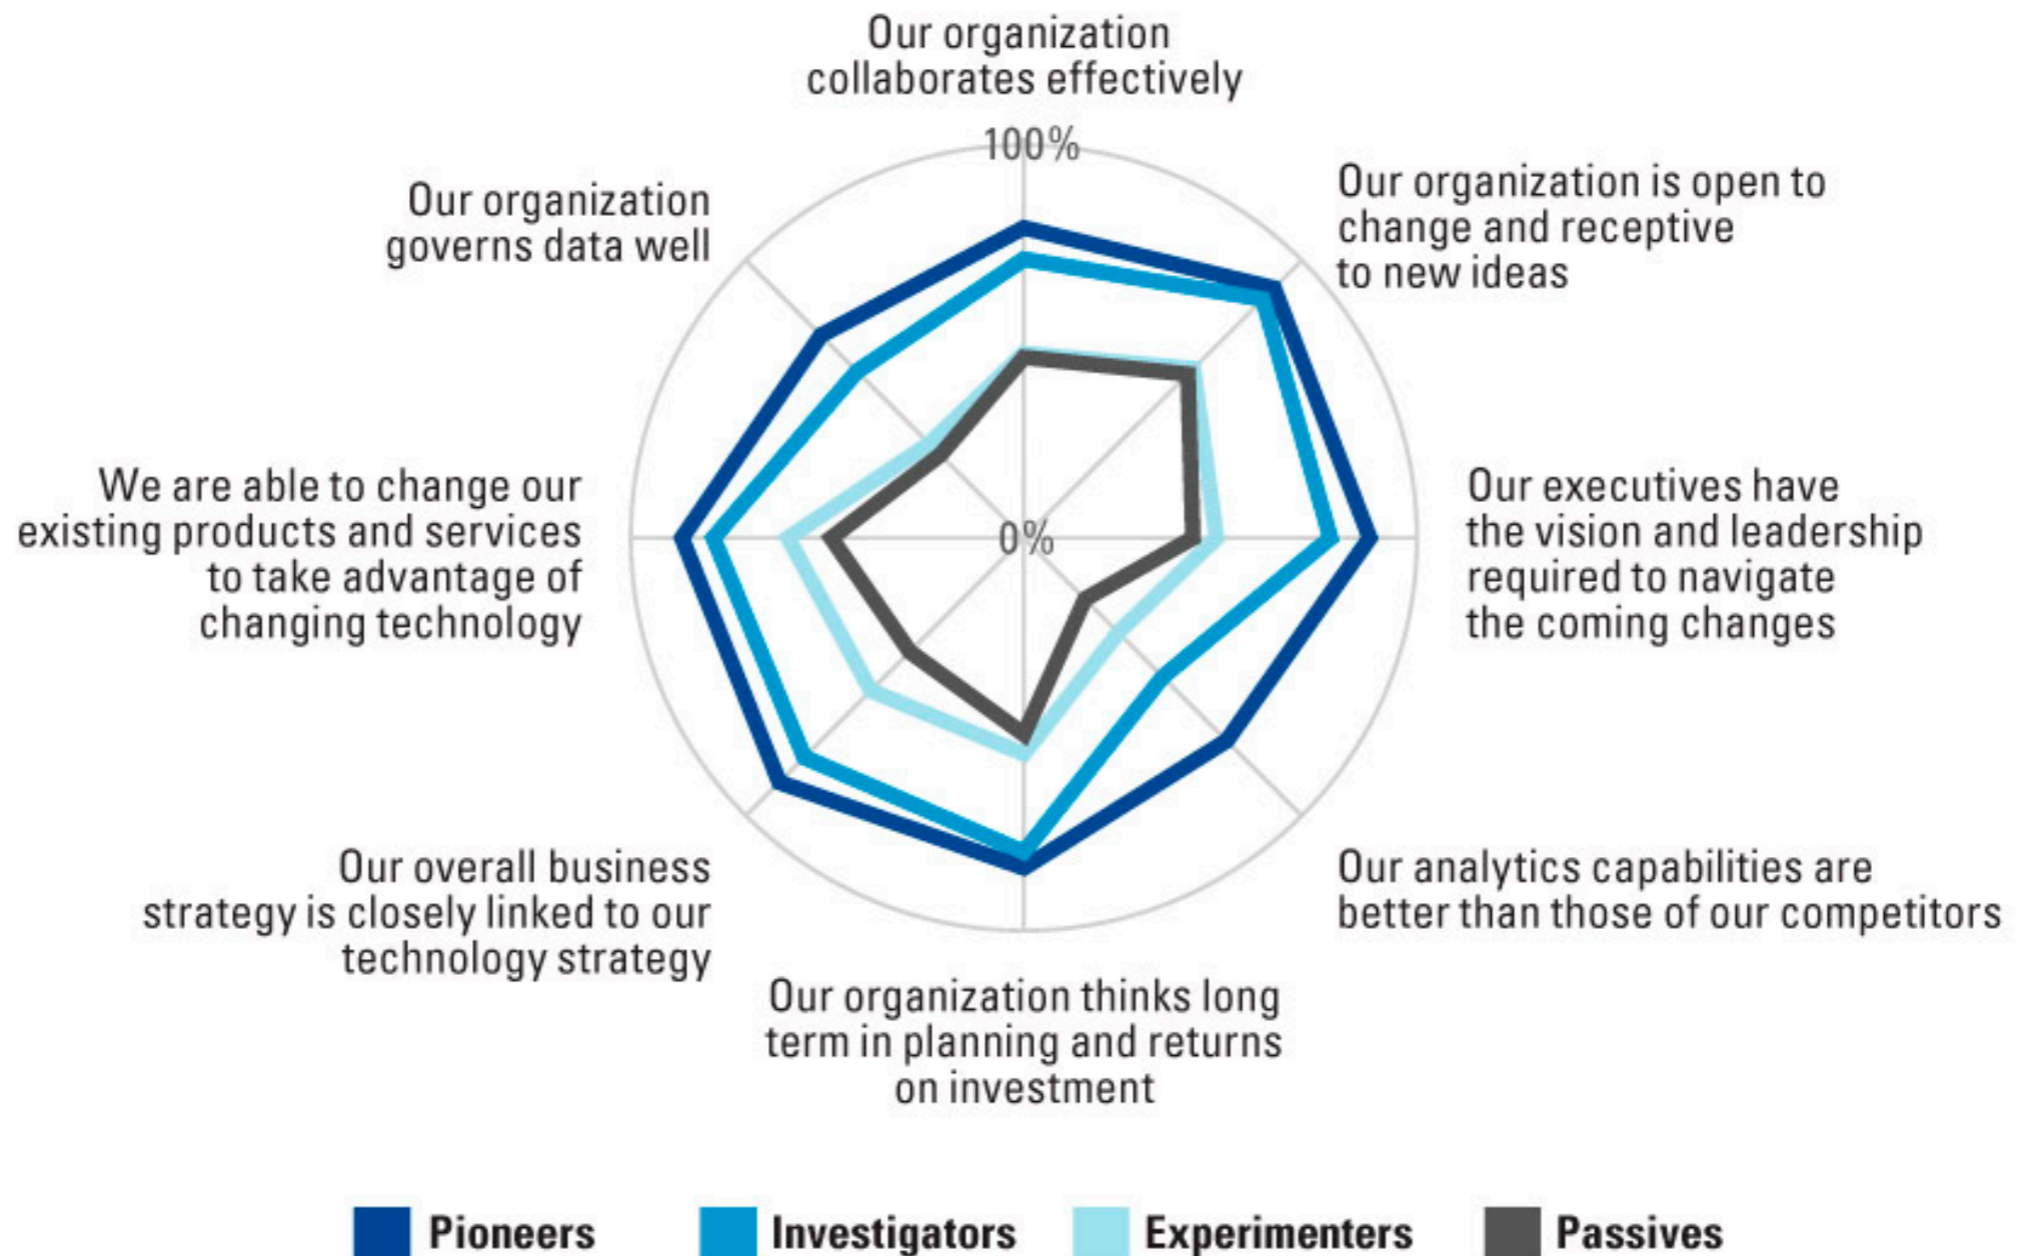 Our organization
collaborates effectively
100%
Our organization is open to
change and receptive
to new ideas
Our organization
governs data well
We are able to change our
existing products and services
to take advantage of
changing technology
0%
Our executives have
the vision and leadership
required to navigate
the coming changes
Our overall business
strategy is closely linked to our
technology strategy
Our analytics capabilities are
better than those of our competitors
Our organization thinks long
term in planning and returns
on investment
Pioneers
Investigators
Experimenters
Passives